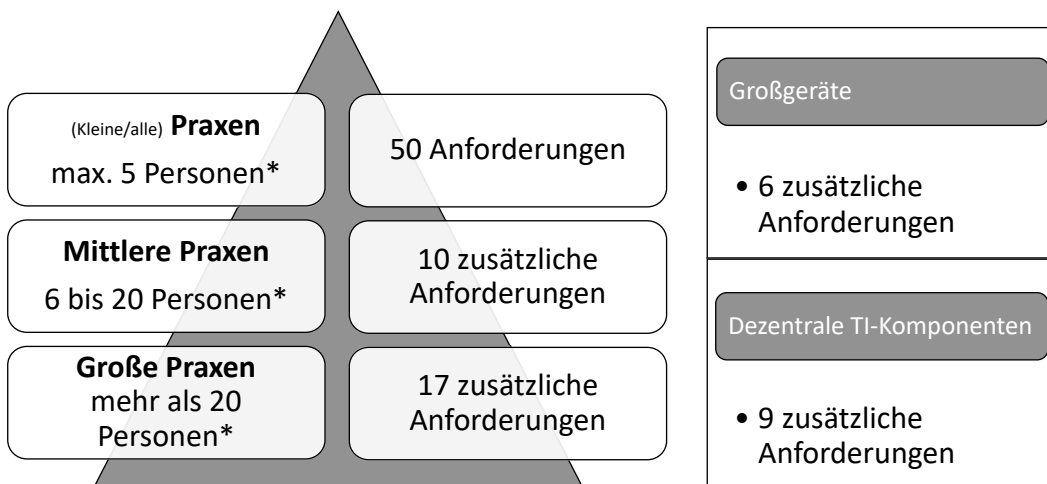 (Kleine/alle) Praxen
max. 5 Personen*
50 Anforderungen
Mittlere Praxen
6 bis 20 Personen*
10 zusätzliche
Anforderungen
Große Praxen
mehr als 20
Personen*
17 zusätzliche
Anforderungen
Großgeräte
• 6 zusätzliche
Anforderungen
Dezentrale TI-Komponenten
• 9 zusätzliche
Anforderungen